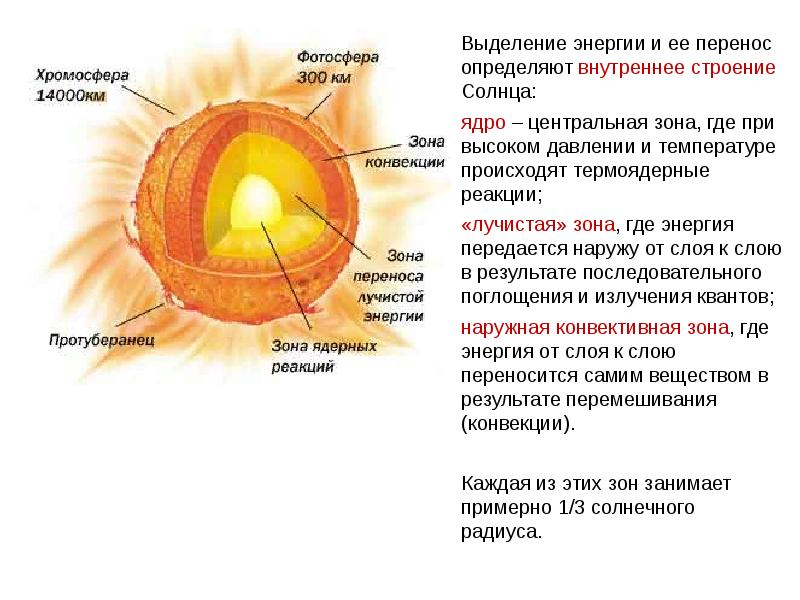 Хромосфера
14000км
Фотосфера
300 км
Зона
конвекции
Зона
переноса
лучистой
энергии
Зона ядерных
реакций
Протуберанец
Выделение энергии и ее перенос
определяют внутреннее строение
Солнца:
ядро – центральная зона, где при
высоком давлении и температуре
происходят термоядерные
реакции;
«лучистая» зона, где энергия
передается наружу от слоя к слою
в результате последовательного
поглощения и излучения квантов;
наружная конвективная зона, где
энергия от слоя к слою
переносится самим веществом в
результате перемешивания
(конвекции).
Каждая из этих зон занимает
примерно 1/3 солнечного
радиуса.